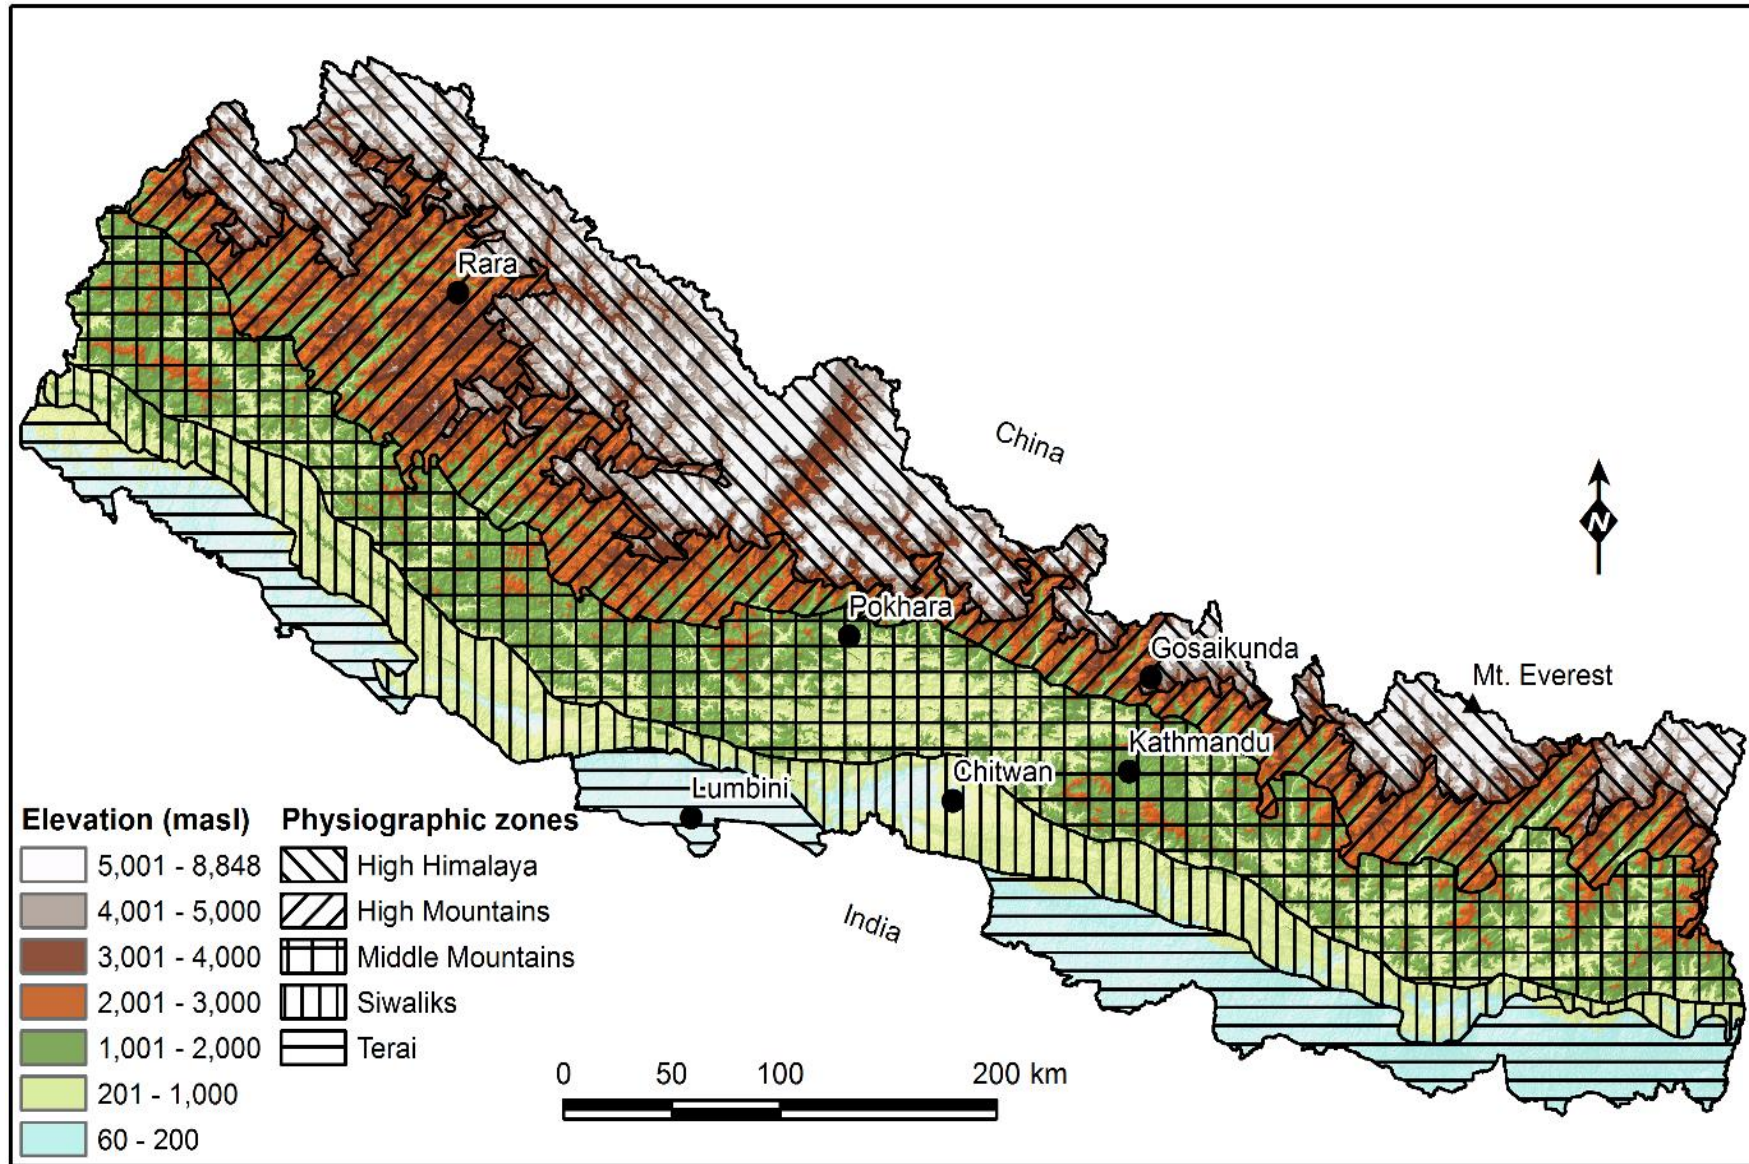 Rara
China
N
Pokhara
Gosaikunda
Mt. Everest
Kathmandu
Chitwan
Lumbini
India
Elevation (masl)
5,001 - 8,848
4,001 - 5,000
3,001 - 4,000
2,001 - 3,000
1,001 - 2,000
201 - 1,000
60 - 200
Physiographic zones
High Himalaya
High Mountains
Middle Mountains
Siwaliks
Terai
0 50 100 200 km